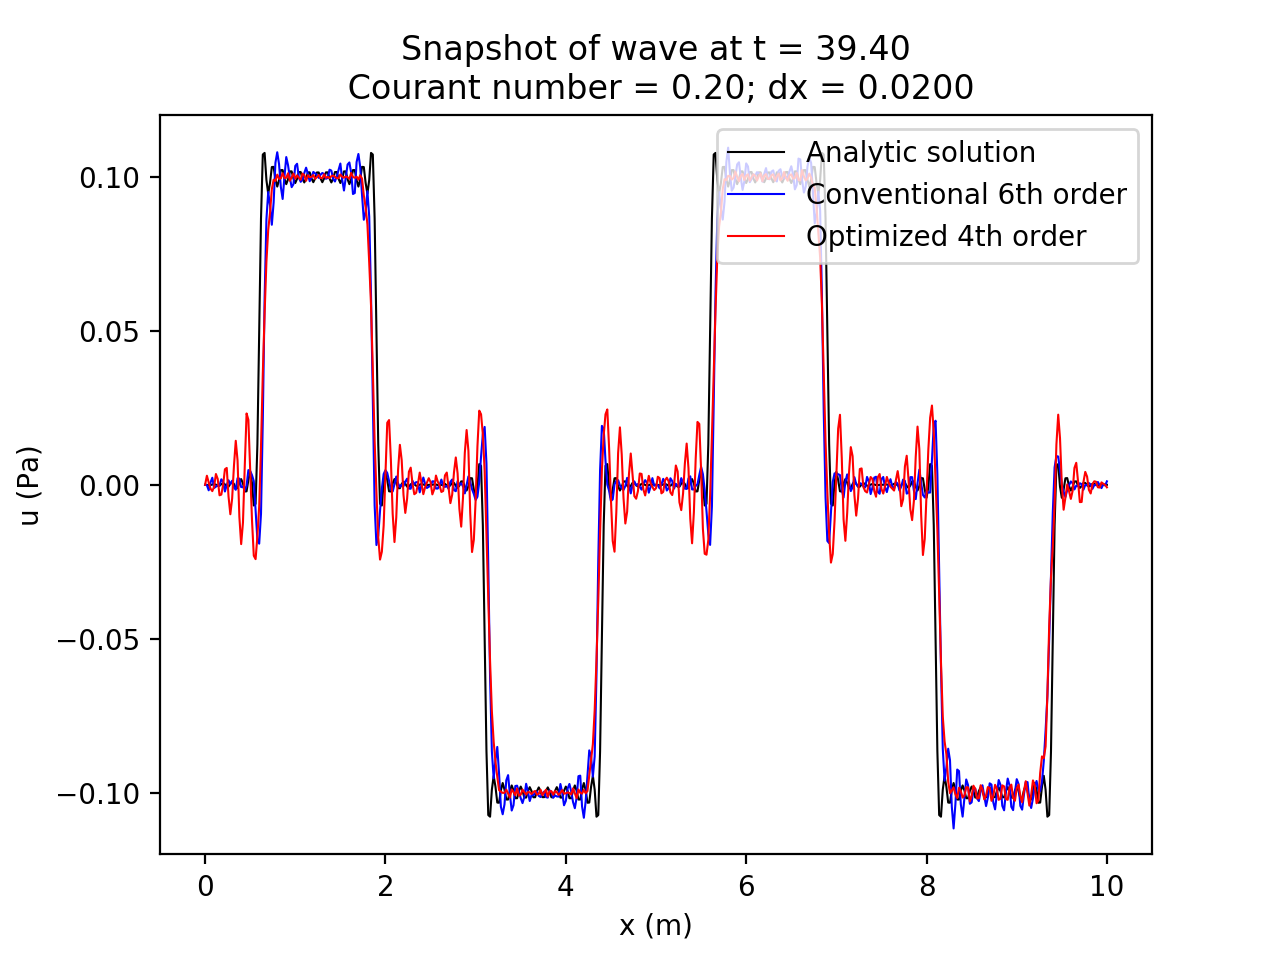 Snapshot of wave at t = 39.40
Courant number = 0.20; dx = 0.0200
Analytic solution
Conventional 6th order
Optimized 4th order
0.10
0.05
0.00
−0.05
−0.10
u (Pa)
0 2 4 6 8 10
x (m)